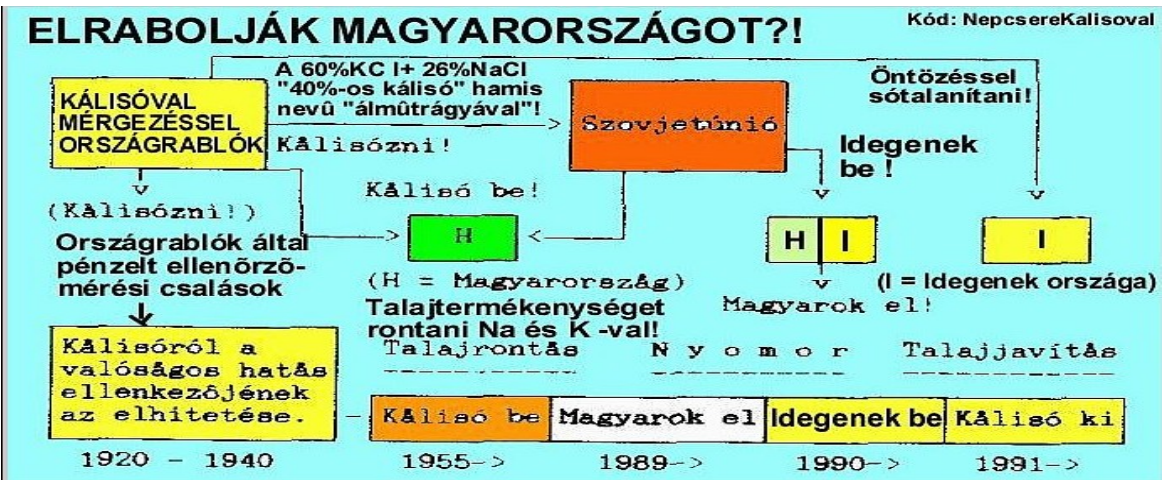 ELRABOLJÁK MAGYARORSZÁGOT?!
Kód: NepcsereKalisoval
KÁLISÓVAL
MÉRGEZÉSSEL
ORSZÁGRABLÓK
A 60%KC I+ 26%NaCl
"40%-os kálisó" hamis
nevû "álmûtrágyával"!
Kálisózni!
Szovjetúnió
Öntözéssel
sótalanítani!
Idegenek
be !
(Kálisózni!)
Kálisó be!
Országrablók által
pénzelt ellenõrzõ-
mérési csalások
H
H I
I
(H = Magyarország)
Magyarok el!
(I = Idegenek országa)
Talajtermékenységet
rontani Na és K -val!
Talajrontás
N y o m o r
Talajjavítás
Kálisóról a
valóságos hatás
ellenkezõjének
az elhitetése.
Kálisó be
Magyarok el
Idegenek be
Kálisó ki
1920 - 1940
1955->
1989->
1990->
1991->